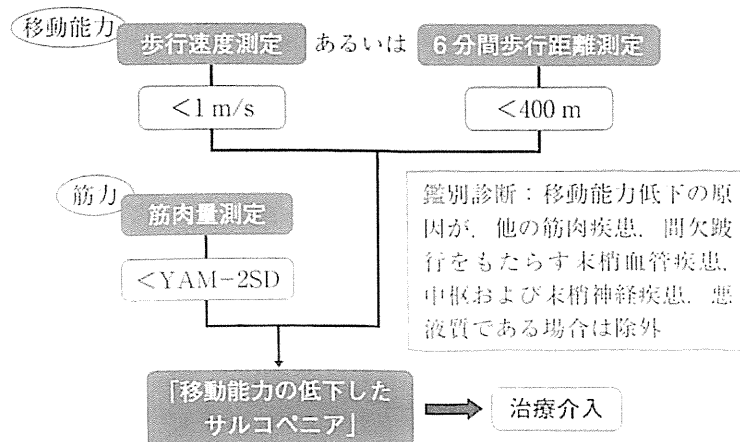 移動能力
歩行速度測定 あるいは 6分間歩行距離測定
<1 m/s
<400 m
筋力
筋肉量測定
<YAM-2SD
鑑別診断：移動能力低下の原
因が，他の筋肉疾患，間欠跛
行をもたらす末梢血管疾患，
中枢および末梢神経疾患，悪
液質である場合は除外
「移動能力の低下した
サルコペニア」
治療介入